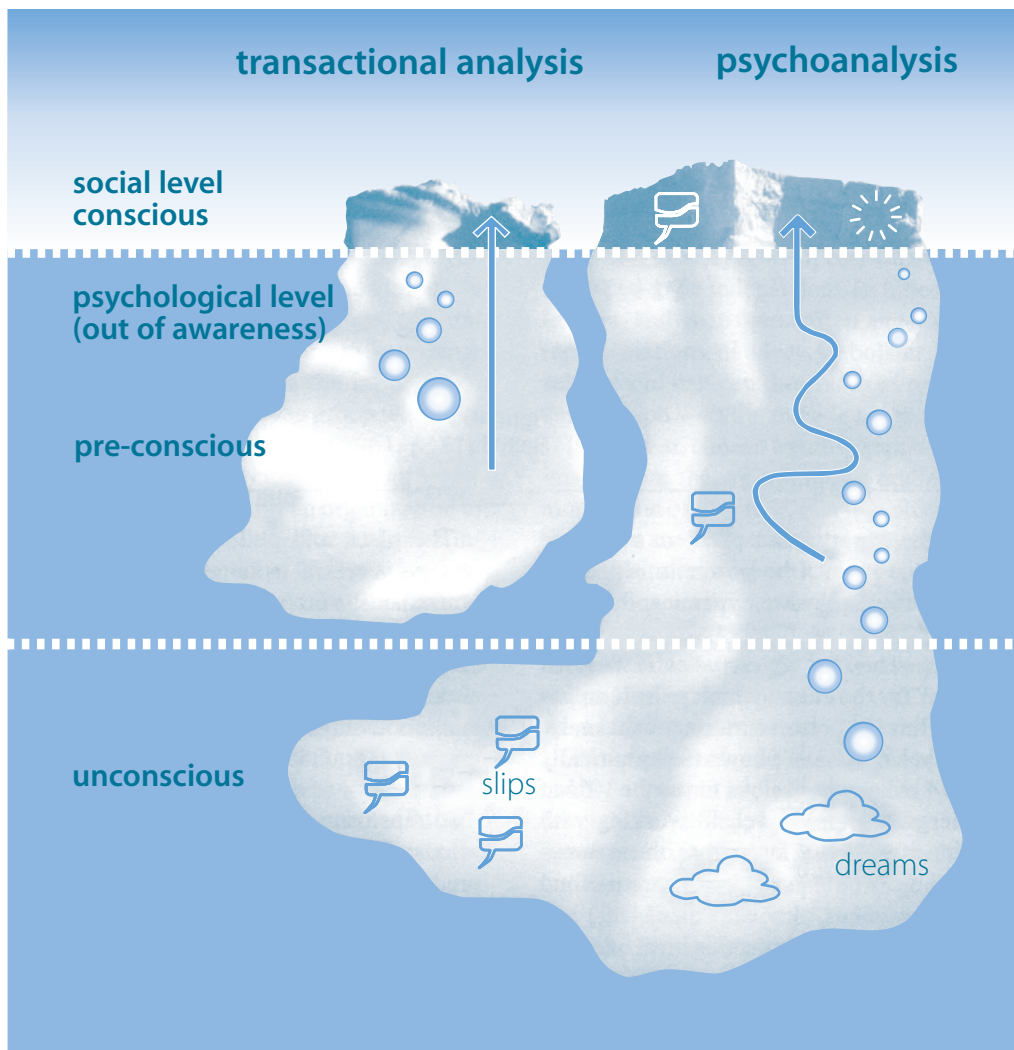 transactional analysis
psychoanalysis
social level
conscious
psychological level
(out of awareness)
pre-conscious
unconscious
slips
dreams